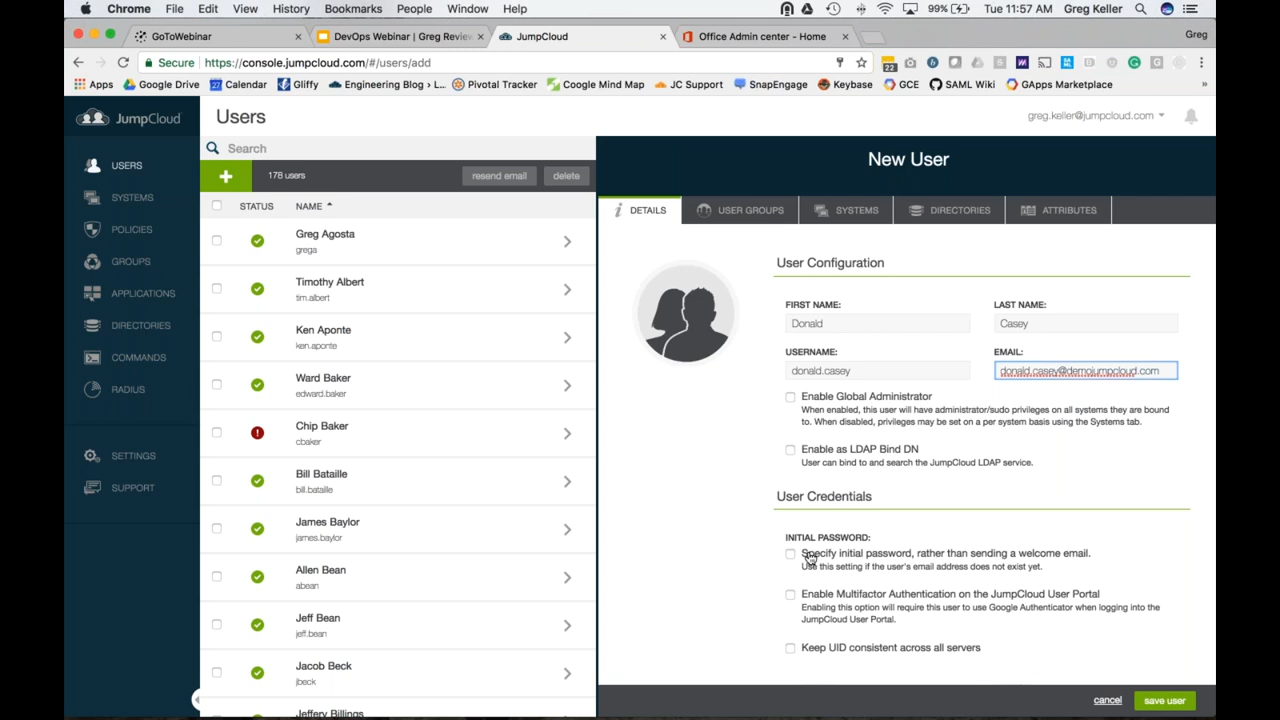 Chrome File Edit View History Bookmarks People Window Help 99% Tue 11:57 AM Greg Keller
GoToWebinar DevOps Webinar | Greg Review JumpCloud Office Admin center - Home Greg
Secure https://console.jumpcloud.com/#/users/add 22
Apps Google Drive Calendar Gliffy Engineering Blog › L... Pivotal Tracker Google Mind Map JC Support SnapEngage Keybase GCE SAML Wiki GApps Marketplace »
JumpCloud
USERS
SYSTEMS
POLICIES
GROUPS
APPLICATIONS
DIRECTORIES
COMMANDS
RADIUS
SETTINGS
SUPPORT
Users
greg.keller@jumpcloud.com
Search
+ 178 users resend email delete
STATUS NAME
Greg Agosta
grega
Timothy Albert
tim.albert
Ken Aponte
ken.aponte
Ward Baker
edward.baker
Chip Baker
cbaker
Bill Bataille
bill.bataille
James Baylor
james.baylor
Allen Bean
abean
Jeff Bean
jeff.bean
Jacob Beck
jbeck
Jeffery Billings
New User
DETAILS USER GROUPS SYSTEMS DIRECTORIES ATTRIBUTES
User Configuration
FIRST NAME: LAST NAME:
Donald Casey
USERNAME: EMAIL:
donald.casey donald.casey@demojumpcloud.com
Enable Global Administrator
When enabled, this user will have administrator/sudo privileges on all systems they are bound
to. When disabled, privileges may be set on a per system basis using the Systems tab.
Enable as LDAP Bind DN
User can bind to and search the JumpCloud LDAP service.
User Credentials
INITIAL PASSWORD:
Specify initial password, rather than sending a welcome email.
Use this setting if the user's email address does not exist yet.
Enable Multifactor Authentication on the JumpCloud User Portal
Enabling this option will require this user to use Google Authenticator when logging into the
JumpCloud User Portal.
Keep UID consistent across all servers
cancel save user